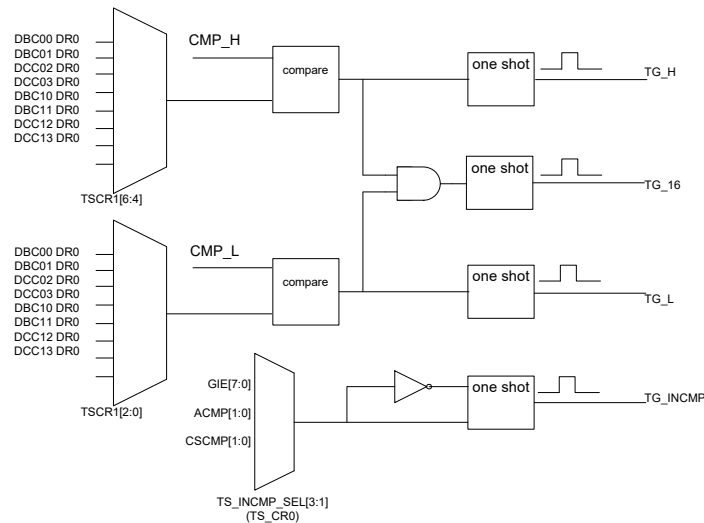 DBC00 DR0
DBC01 DR0
DCC02 DR0
DCC03 DR0
DBC10 DR0
DBC11 DR0
DCC12 DR0
DCC13 DR0
TSCR1[6:4]
CMP_H
compare
one shot
TG_H
one shot
TG_16
DBC00 DR0
DBC01 DR0
DCC02 DR0
DCC03 DR0
DBC10 DR0
DBC11 DR0
DCC12 DR0
DCC13 DR0
TSCR1[2:0]
CMP_L
compare
one shot
TG_L
GIE[7:0]
ACMP[1:0]
CSCMP[1:0]
TS_INCMP_SEL[3:1]
(TS_CR0)
one shot
TG_INCMP